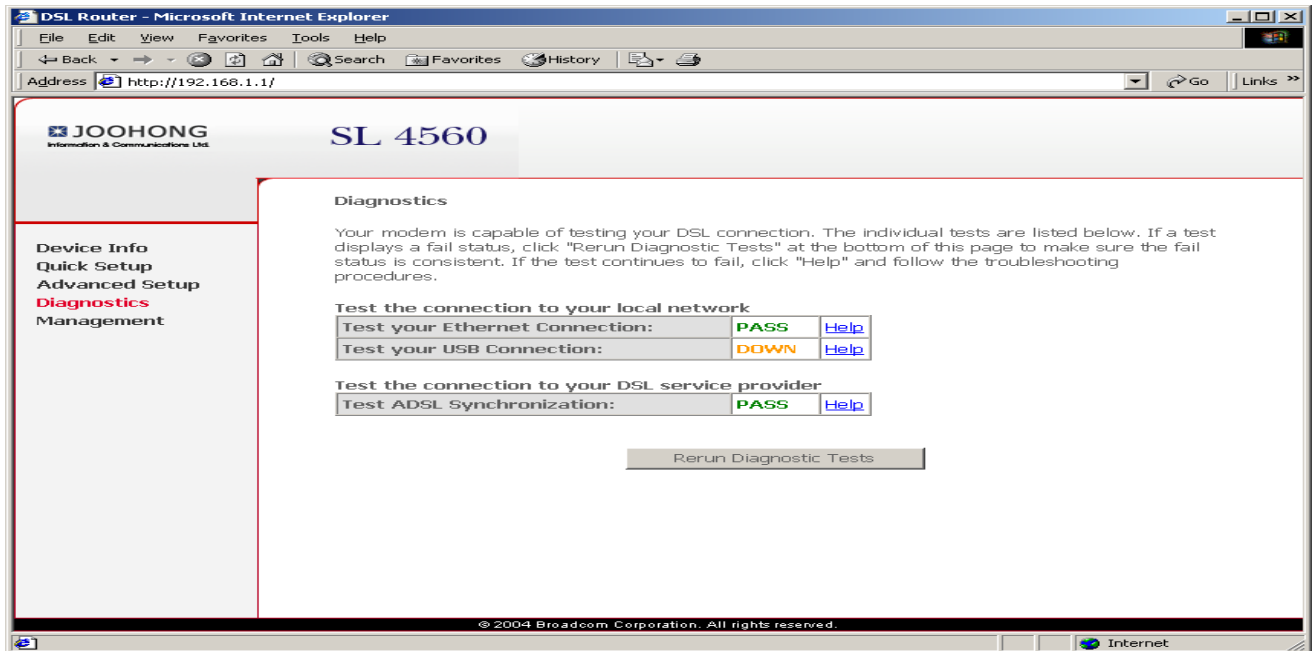 DSL Router - Microsoft Internet Explorer
File Edit View Favorites Tools Help
Back Search Favorites History
Address http://192.168.1.1/ Go Links »
JOOHONG
Information & Communications Ltd.
SL 4560
Device Info
Quick Setup
Advanced Setup
Diagnostics
Management
Diagnostics
Your modem is capable of testing your DSL connection. The individual tests are listed below. If a test
displays a fail status, click "Rerun Diagnostic Tests" at the bottom of this page to make sure the fail
status is consistent. If the test continues to fail, click "Help" and follow the troubleshooting
procedures.
Test the connection to your local network
Test your Ethernet Connection: PASS Help
Test your USB Connection: DOWN Help
Test the connection to your DSL service provider
Test ADSL Synchronization: PASS Help
Rerun Diagnostic Tests
© 2004 Broadcom Corporation. All rights reserved.
Internet